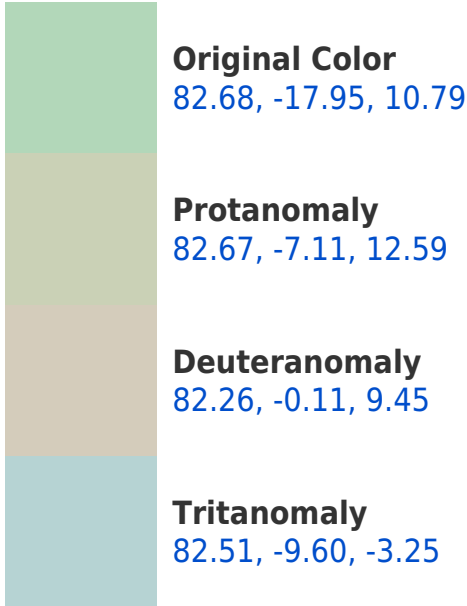 Original Color
82.68, -17.95, 10.79
Protanomaly
82.67, -7.11, 12.59
Deuteranomaly
82.26, -0.11, 9.45
Tritanomaly
82.51, -9.60, -3.25